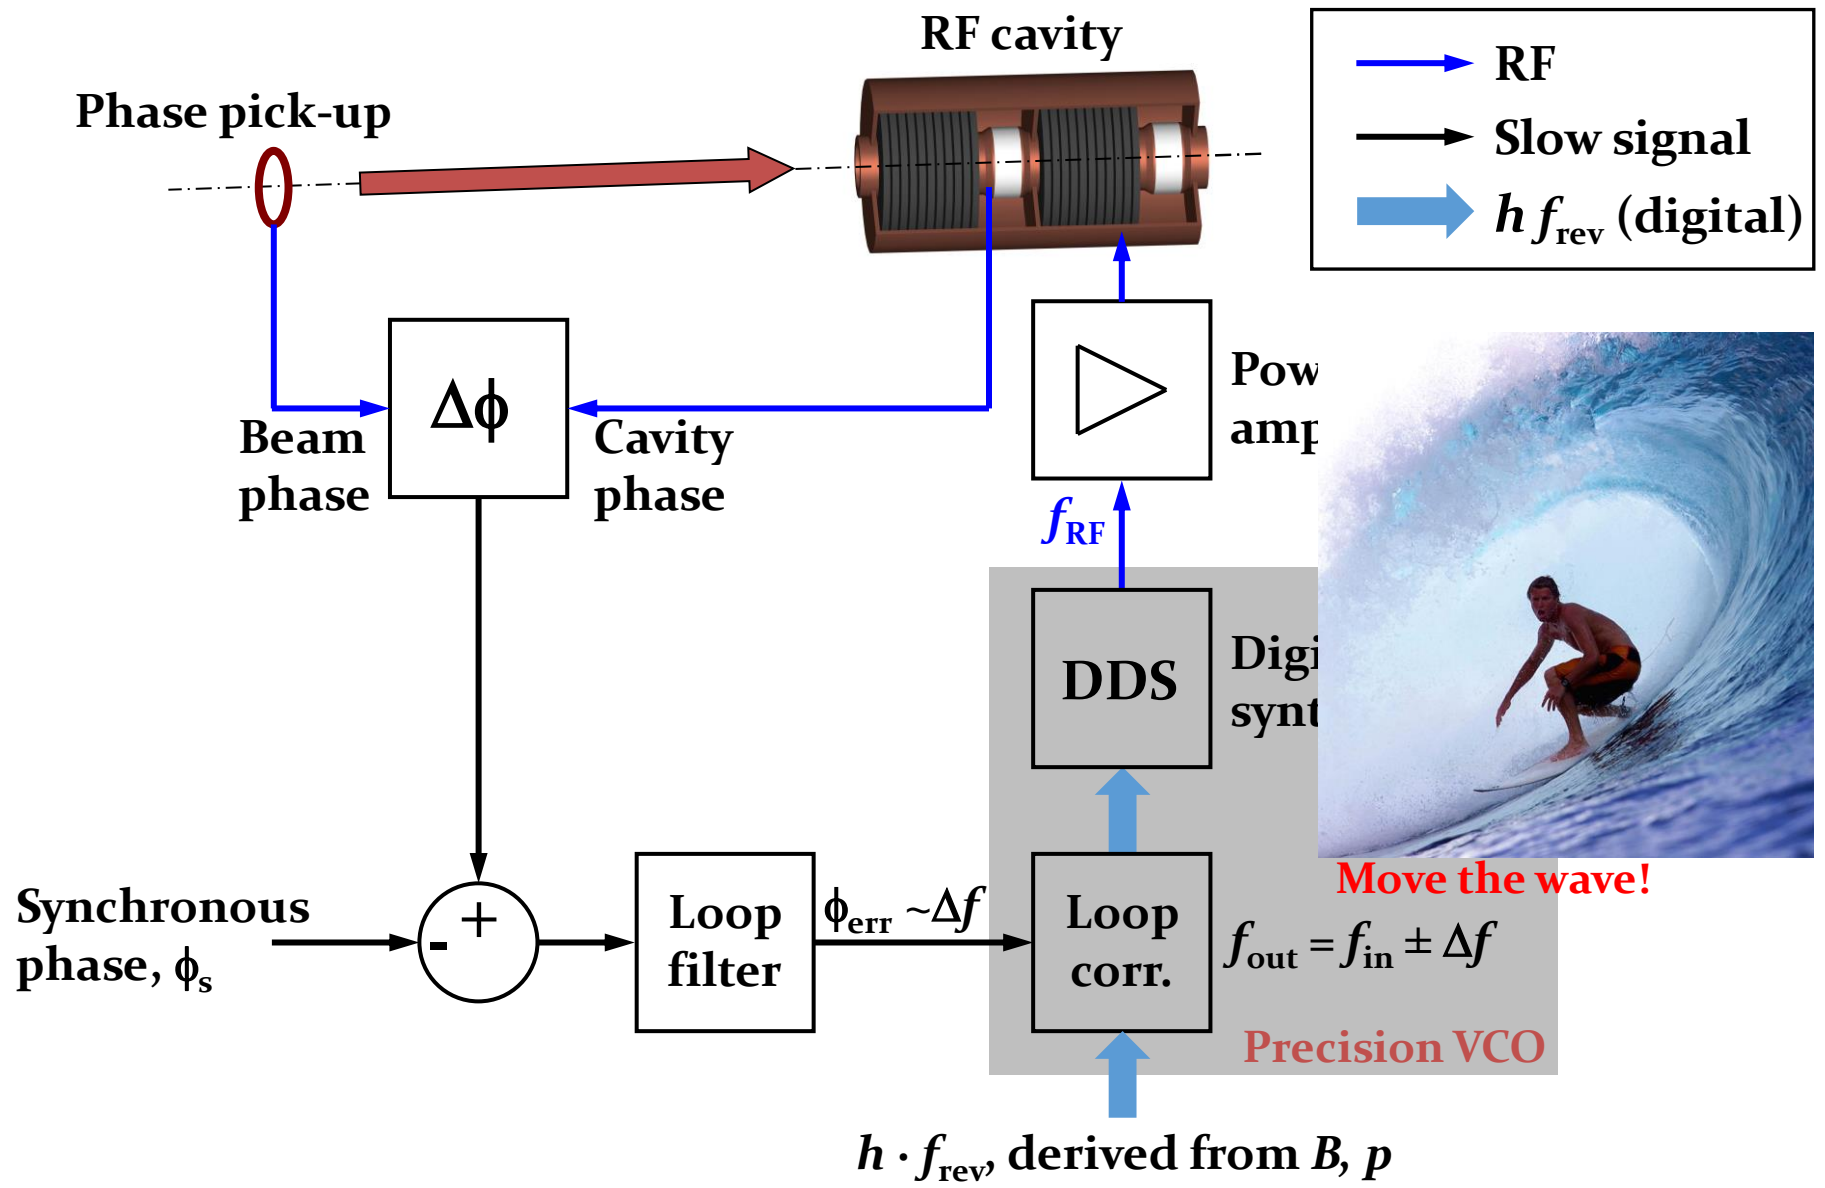 RF cavity
Phase pick-up
RF
Slow signal
h f_rev (digital)
Δϕ
Beam
phase
Cavity
phase
f_RF
DDS
Synchronous
phase, ϕ_s
+
-
Loop
filter
ϕ_err ~Δf
Loop
corr.
Move the wave!
f_out = f_in ± Δf
Precision VCO
h · f_rev, derived from B, p